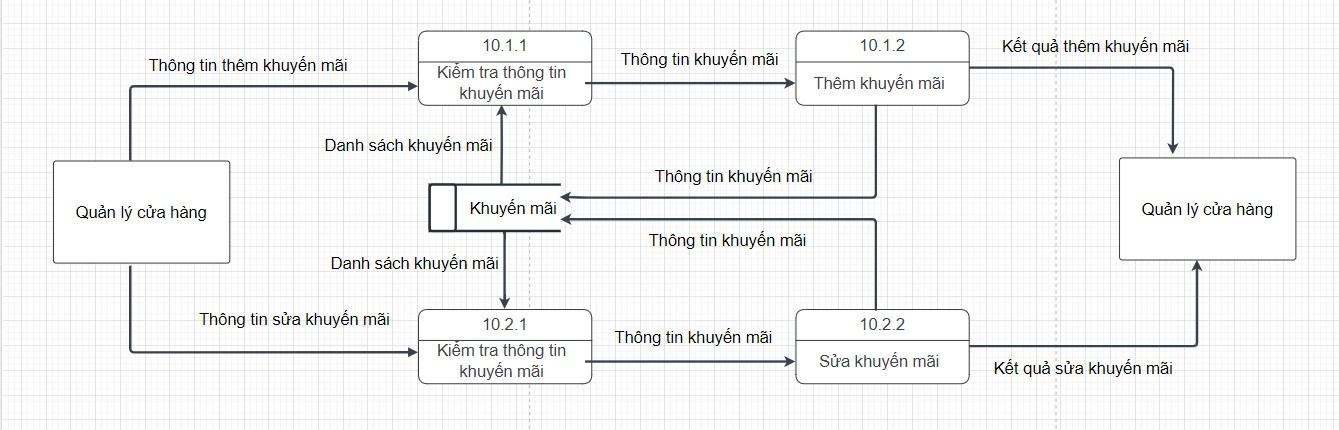 10.1.1
10.1.2
Kết quả thêm khuyến mãi
Thông tin thêm khuyến mãi
Kiểm tra thông tin
khuyến mãi
Thông tin khuyến mãi
Thêm khuyến mãi
Danh sách khuyến mãi
Thông tin khuyến mãi
Quản lý cửa hàng
Khuyến mãi
Quản lý cửa hàng
Thông tin khuyến mãi
Danh sách khuyến mãi
Thông tin sửa khuyến mãi
10.2.1
10.2.2
Kiểm tra thông tin
khuyến mãi
Thông tin khuyến mãi
Sửa khuyến mãi
Kết quả sửa khuyến mãi